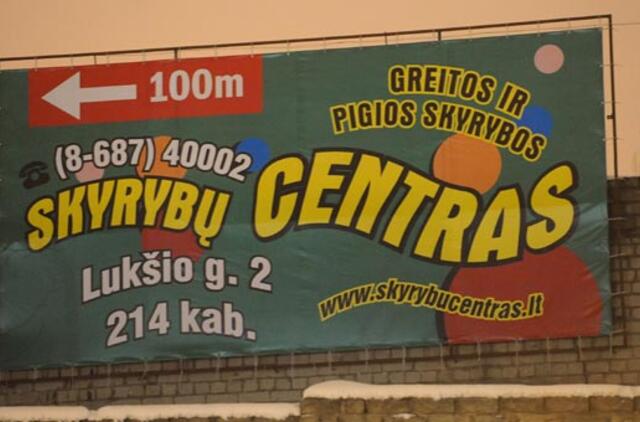 100m
GREITOS IR
PIGIOS SKYRYBOS
(8-687) 40002
SKYRYBŲ CENTRAS
Lukšio g. 2
214 kab.
www.skyrybucentras.lt